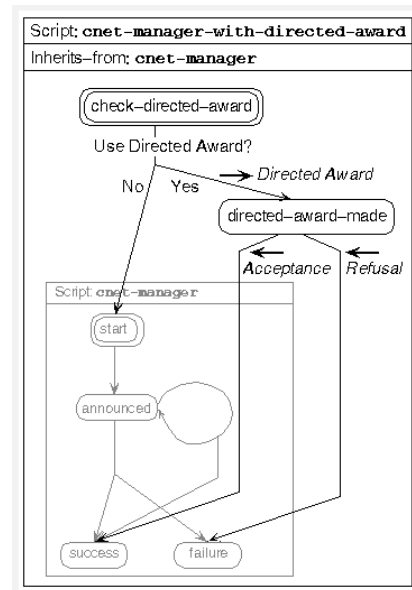 Script: cnet-manager-with-directed-award
Inherits-from: cnet-manager
check-directed-award
Use Directed Award?
No Yes Directed Award
directed-award-made
Acceptance Refusal
Script: cnet-manager
start
announced
success failure